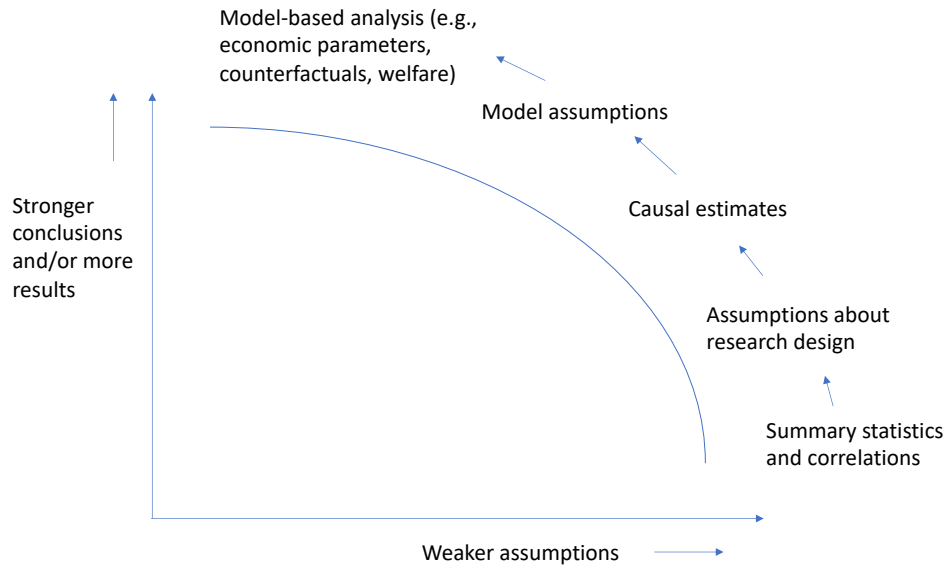 Model-based analysis (e.g.,
economic parameters,
counterfactuals, welfare)
Model assumptions
Stronger
conclusions
and/or more
results
Causal estimates
Assumptions about
research design
Summary statistics
and correlations
Weaker assumptions